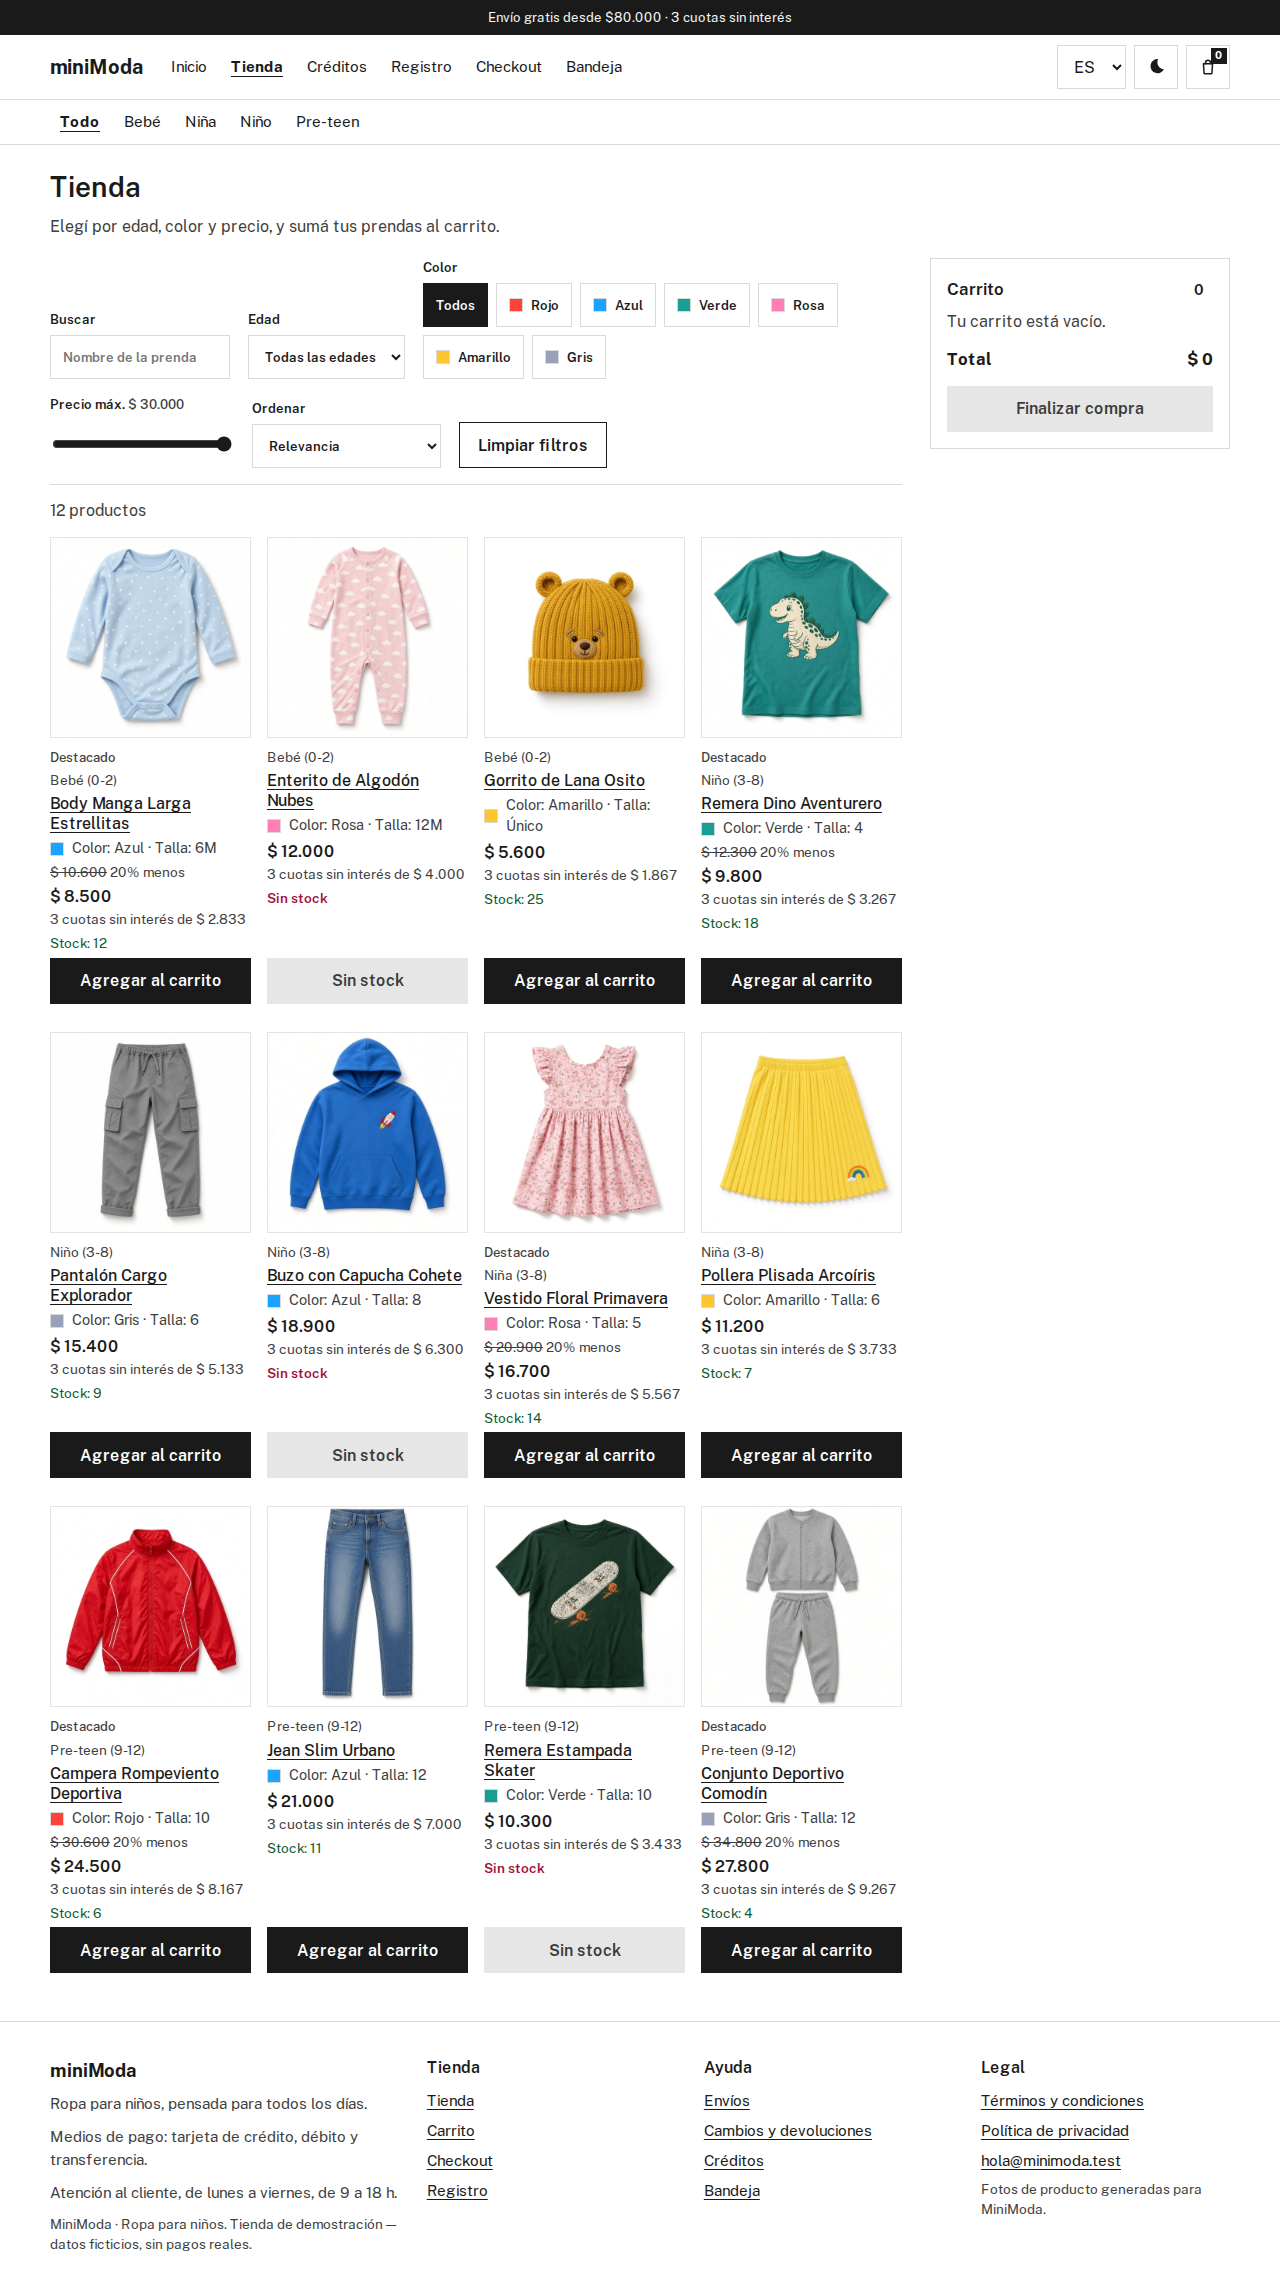 Envío gratis desde $80.000 · 3 cuotas sin interés
miniModa Inicio Tienda Créditos Registro Checkout Bandeja ES 0
Todo Bebé Niña Niño Pre-teen
Tienda
Elegí por edad, color y precio, y sumá tus prendas al carrito.
Buscar
Nombre de la prenda
Edad
Todas las edades
Color
Todos Rojo Azul Verde Rosa
Amarillo Gris
Precio máx. $ 30.000
Ordenar
Relevancia
Limpiar filtros
Carrito 0
Tu carrito está vacío.
Total $ 0
Finalizar compra
12 productos
Destacado
Bebé (0-2)
Body Manga Larga
Estrellitas
Color: Azul · Talla: 6M
$ 10.600 20% menos
$ 8.500
3 cuotas sin interés de $ 2.833
Stock: 12
Agregar al carrito
Bebé (0-2)
Enterito de Algodón
Nubes
Color: Rosa · Talla: 12M
$ 12.000
3 cuotas sin interés de $ 4.000
Sin stock
Sin stock
Bebé (0-2)
Gorrito de Lana Osito
Color: Amarillo · Talla:
Único
$ 5.600
3 cuotas sin interés de $ 1.867
Stock: 25
Agregar al carrito
Destacado
Niño (3-8)
Remera Dino Aventurero
Color: Verde · Talla: 4
$ 12.300 20% menos
$ 9.800
3 cuotas sin interés de $ 3.267
Stock: 18
Agregar al carrito
Niño (3-8)
Pantalón Cargo
Explorador
Color: Gris · Talla: 6
$ 15.400
3 cuotas sin interés de $ 5.133
Stock: 9
Agregar al carrito
Niño (3-8)
Buzo con Capucha Cohete
Color: Azul · Talla: 8
$ 18.900
3 cuotas sin interés de $ 6.300
Sin stock
Sin stock
Destacado
Niña (3-8)
Vestido Floral Primavera
Color: Rosa · Talla: 5
$ 20.900 20% menos
$ 16.700
3 cuotas sin interés de $ 5.567
Stock: 14
Agregar al carrito
Niña (3-8)
Pollera Plisada Arcoíris
Color: Amarillo · Talla: 6
$ 11.200
3 cuotas sin interés de $ 3.733
Stock: 7
Agregar al carrito
Destacado
Pre-teen (9-12)
Campera Rompeviento
Deportiva
Color: Rojo · Talla: 10
$ 30.600 20% menos
$ 24.500
3 cuotas sin interés de $ 8.167
Stock: 6
Agregar al carrito
Pre-teen (9-12)
Jean Slim Urbano
Color: Azul · Talla: 12
$ 21.000
3 cuotas sin interés de $ 7.000
Stock: 11
Agregar al carrito
Pre-teen (9-12)
Remera Estampada
Skater
Color: Verde · Talla: 10
$ 10.300
3 cuotas sin interés de $ 3.433
Sin stock
Sin stock
Destacado
Pre-teen (9-12)
Conjunto Deportivo
Comodín
Color: Gris · Talla: 12
$ 34.800 20% menos
$ 27.800
3 cuotas sin interés de $ 9.267
Stock: 4
Agregar al carrito
miniModa
Ropa para niños, pensada para todos los días.
Medios de pago: tarjeta de crédito, débito y
transferencia.
Atención al cliente, de lunes a viernes, de 9 a 18 h.
MiniModa · Ropa para niños. Tienda de demostración —
datos ficticios, sin pagos reales.
Tienda
Tienda
Carrito
Checkout
Registro
Ayuda
Envíos
Cambios y devoluciones
Créditos
Bandeja
Legal
Términos y condiciones
Política de privacidad
hola@minimoda.test
Fotos de producto generadas para
MiniModa.